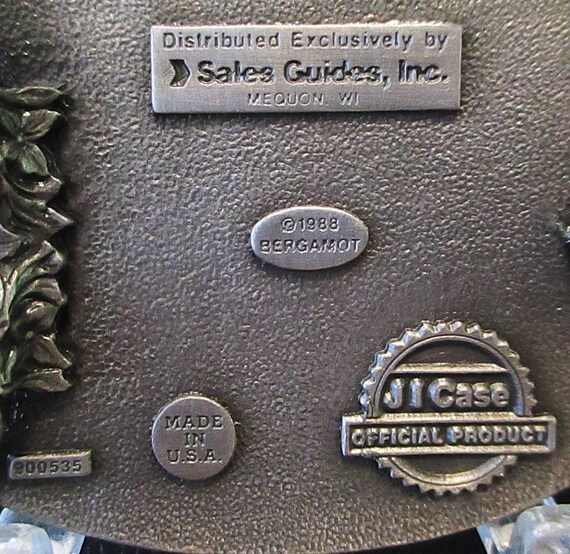 Distributed Exclusively by
Sales Guides, Inc.
MEQUON WI
©1988
BERGAMOT
J I Case
OFFICIAL PRODUCT
MADE
IN
U.S.A.
900535